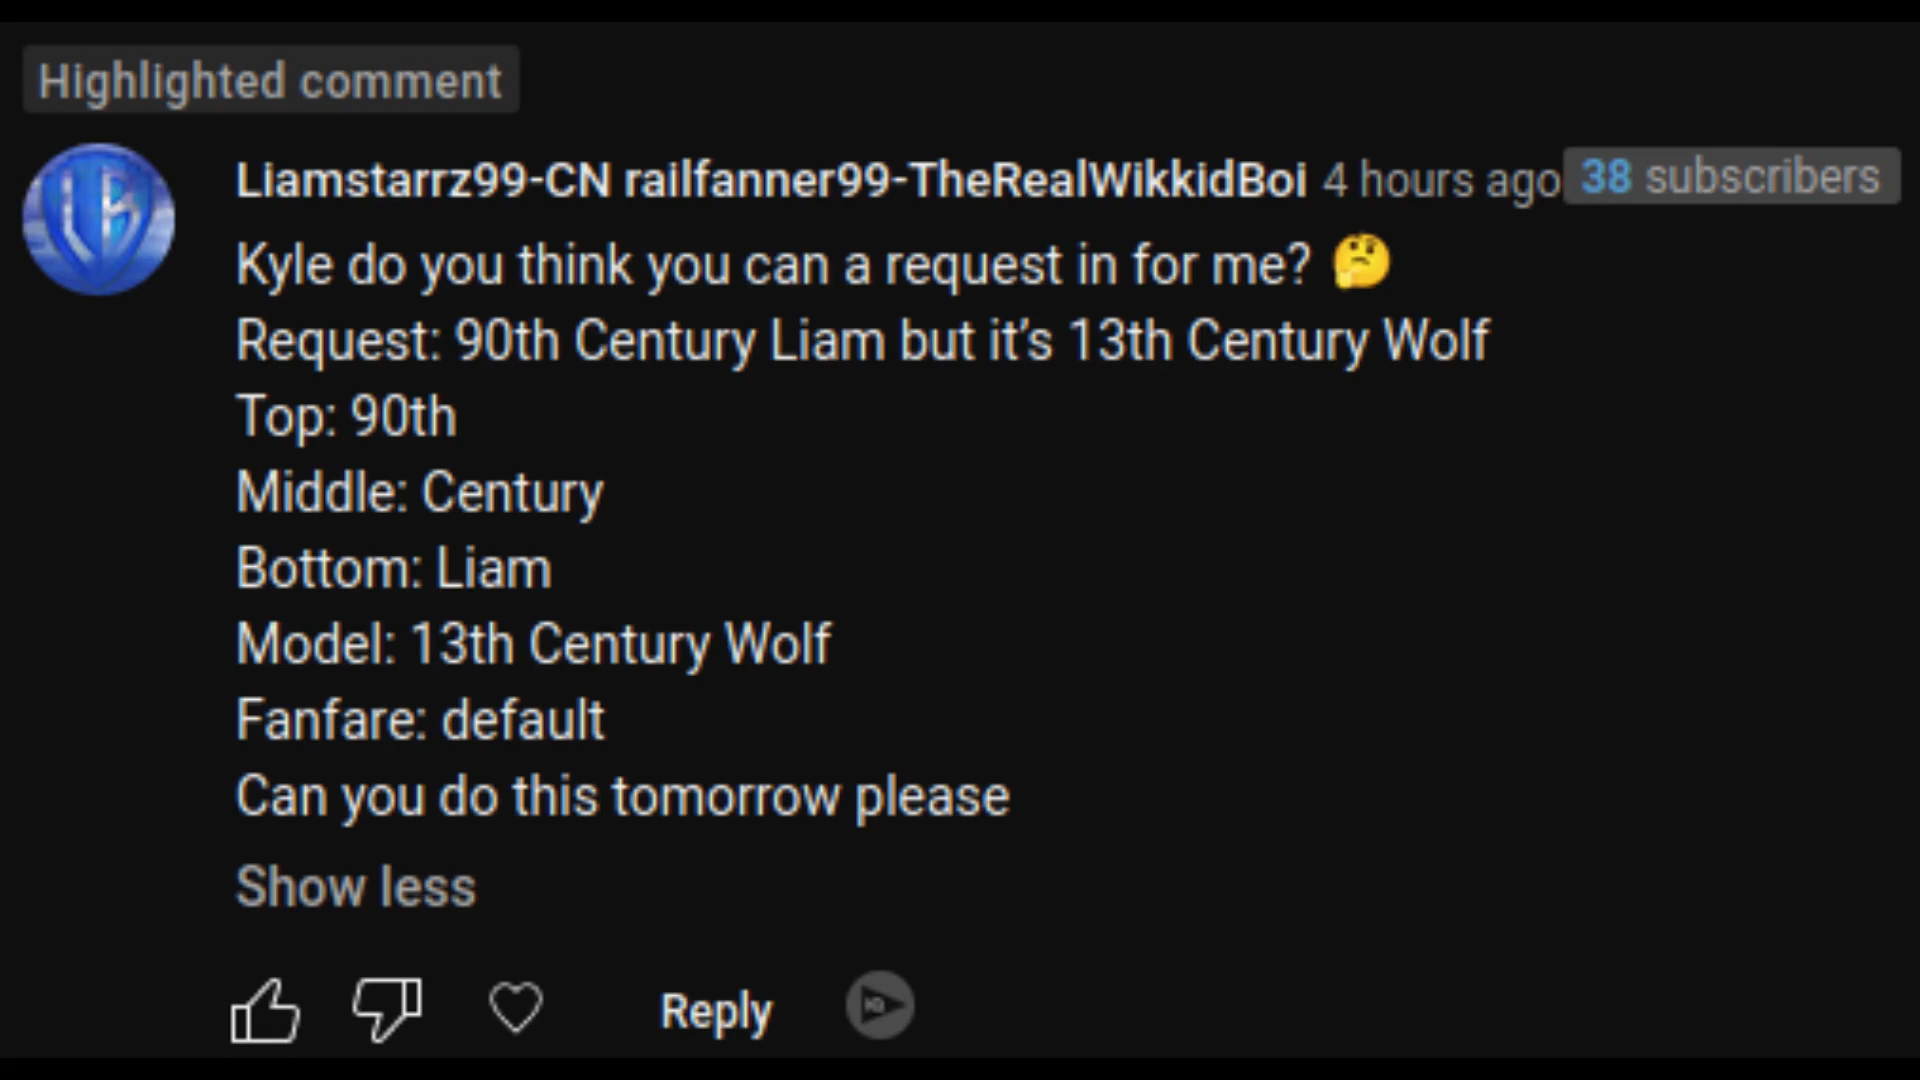 Highlighted comment
Liamstarrz99-CN railfanner99-TheRealWikkidBoi 4 hours ago 38 subscribers
Kyle do you think you can a request in for me? 🤔
Request: 90th Century Liam but it’s 13th Century Wolf
Top: 90th
Middle: Century
Bottom: Liam
Model: 13th Century Wolf
Fanfare: default
Can you do this tomorrow please
Show less
Reply